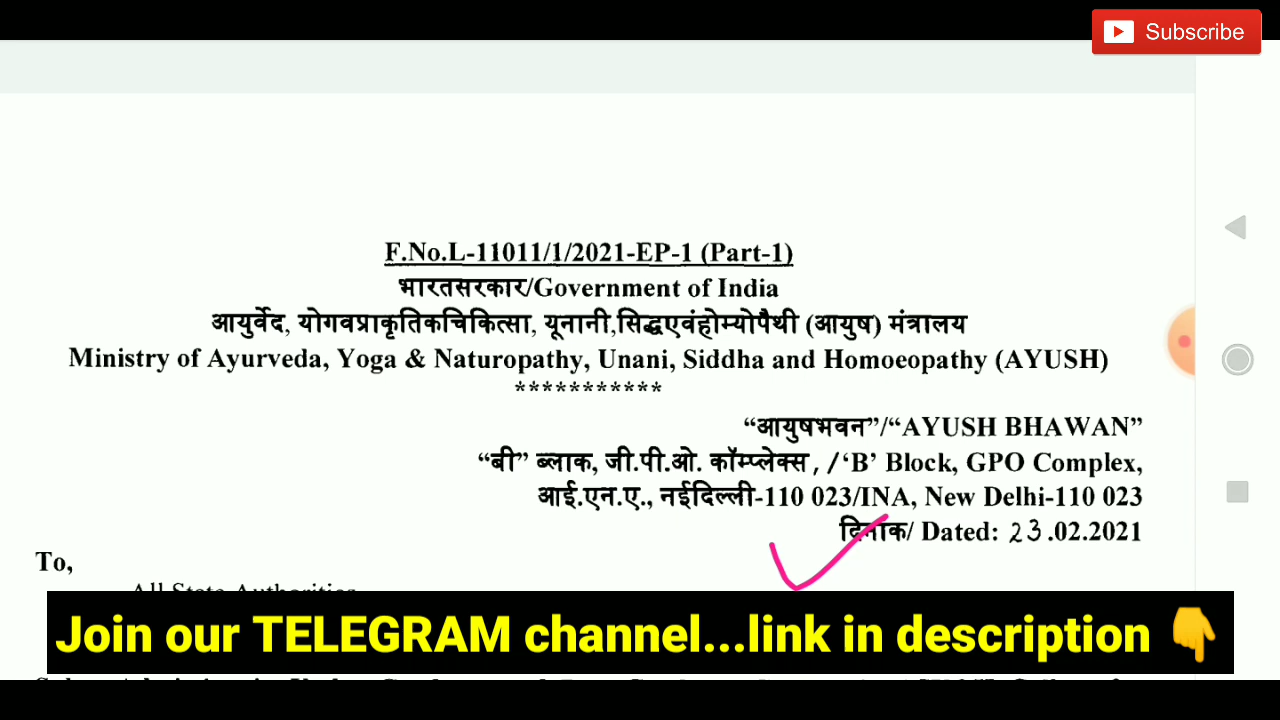 Subscribe
F.No.L-11011/1/2021-EP-1 (Part-1)
भारतसरकार/Government of India
आयुर्वेद, योगवप्राकृतिकचिकित्सा, यूनानी,सिद्धएवंहोम्योपैथी (आयुष) मंत्रालय
Ministry of Ayurveda, Yoga & Naturopathy, Unani, Siddha and Homoeopathy (AYUSH)
***********
“आयुषभवन”/“AYUSH BHAWAN”
“बी” ब्लाक, जी.पी.ओ. कॉम्प्लेक्स, /‘B’ Block, GPO Complex,
आई.एन.ए., नईदिल्ली-110 023/INA, New Delhi-110 023
दिनाक/ Dated: 23.02.2021
To,
All State Authorities
Join our TELEGRAM channel...link in description 👇